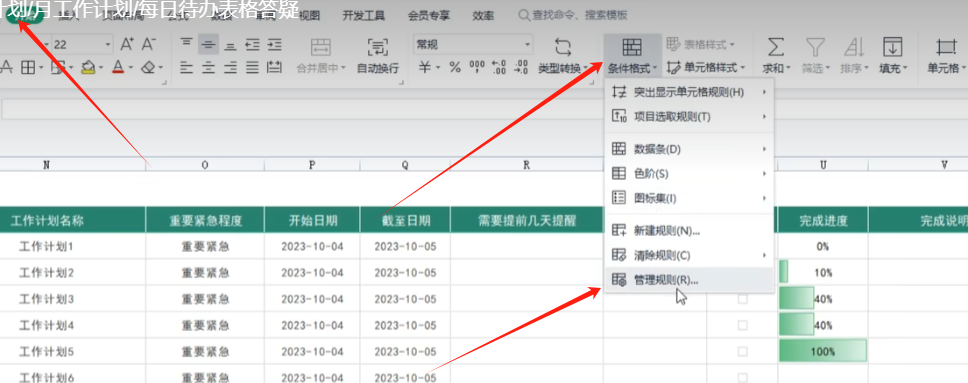 计划/月工作计划/每日待办表格答疑
视图 开发工具 会员专享 效率 查找命令、搜索模板
22 A+ A- 常规 表格样式
合并居中 自动换行 ¥ % 000 ←.0 .00 .00 →.0 类型转换 条件格式 单元格样式 求和 筛选 排序 填充 单元格
突出显示单元格规则(H)
项目选取规则(T)
数据条(D)
色阶(S)
图标集(I)
新建规则(N)...
清除规则(C)
管理规则(R)...
N O P Q R U V
工作计划名称 重要紧急程度 开始日期 截至日期 需要提前几天提醒 完成进度 完成说明
工作计划1 重要紧急 2023-10-04 2023-10-05 0%
工作计划2 重要紧急 2023-10-04 2023-10-05 10%
工作计划3 重要紧急 2023-10-04 2023-10-05 40%
工作计划4 重要紧急 2023-10-04 2023-10-05 40%
工作计划5 重要紧急 2023-10-04 2023-10-05 100%
工作计划6 重要紧急 2023-10-04 2023-10-05